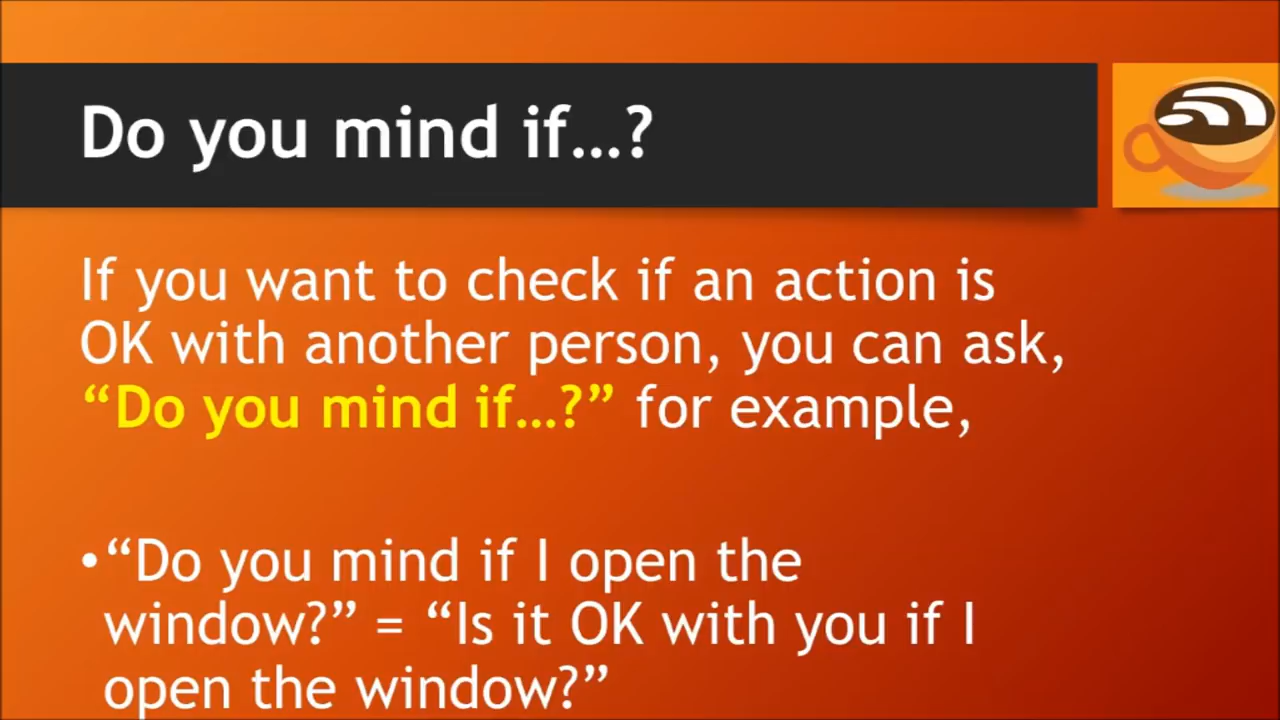 Do you mind if…?
If you want to check if an action is
OK with another person, you can ask,
“Do you mind if…?” for example,
•“Do you mind if I open the
window?” = “Is it OK with you if I
open the window?”